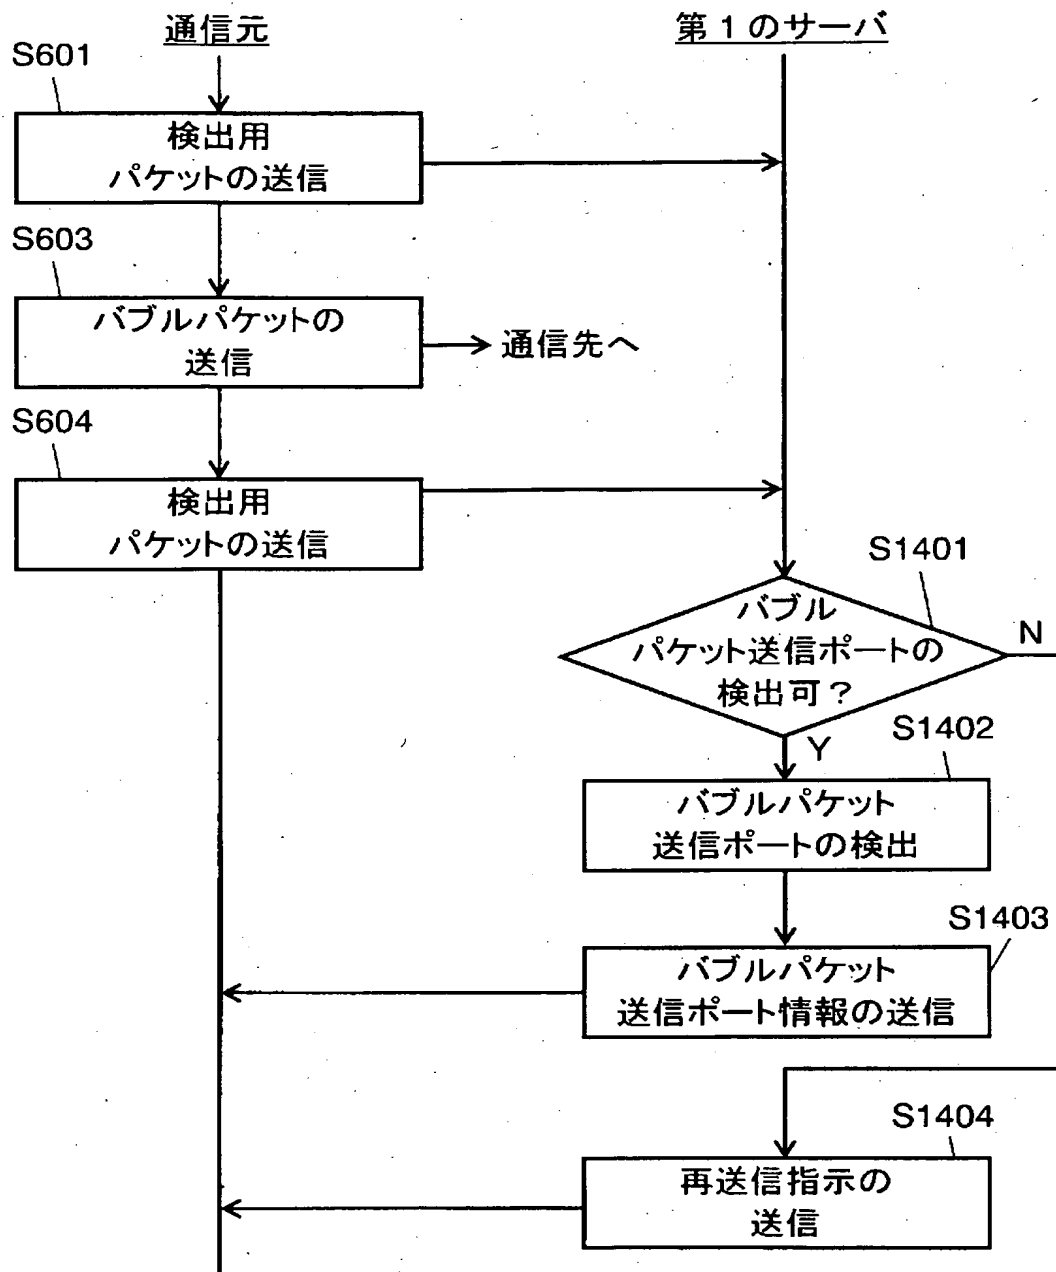 通信元
第1のサーバ
S601
検出用
パケットの送信
S603
バブルパケットの
送信
通信先へ
S604
検出用
パケットの送信
S1401
バブル
パケット送信ポートの
検出可？
N
Y
S1402
バブルパケット
送信ポートの検出
S1403
バブルパケット
送信ポート情報の送信
S1404
再送信指示の
送信